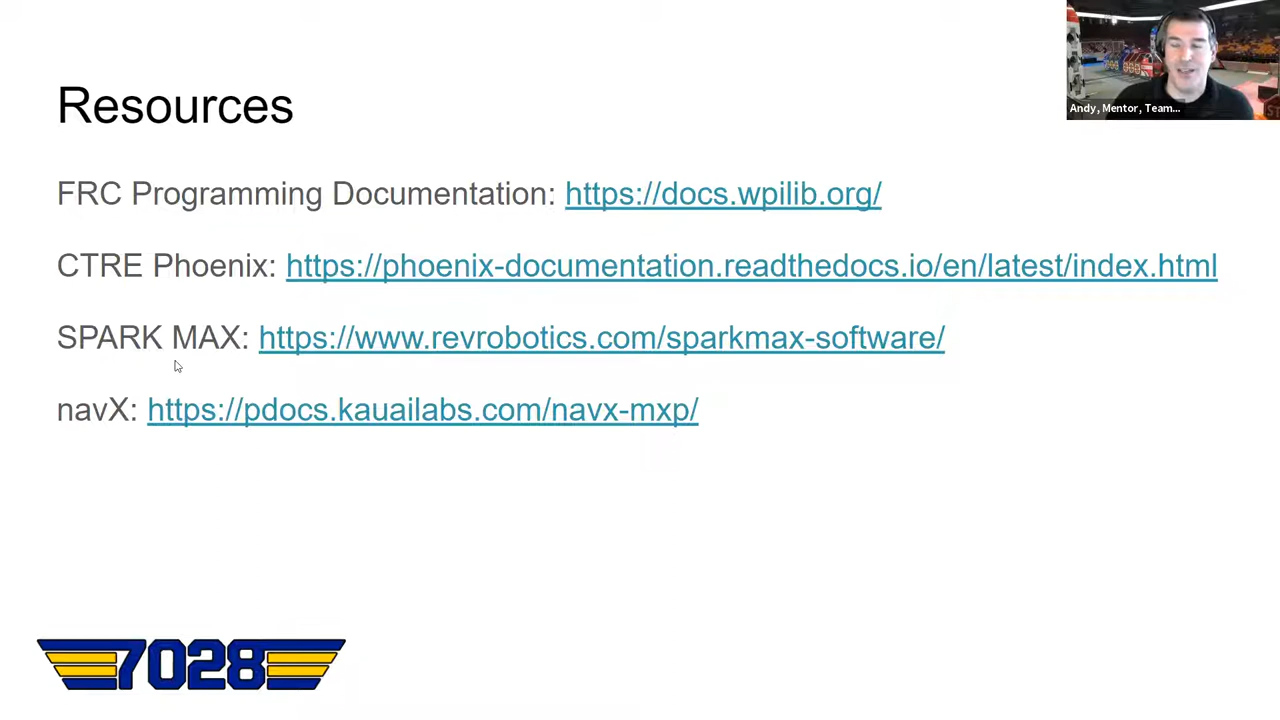 Andy, Mentor, Team...
Resources
FRC Programming Documentation: https://docs.wpilib.org/
CTRE Phoenix: https://phoenix-documentation.readthedocs.io/en/latest/index.html
SPARK MAX: https://www.revrobotics.com/sparkmax-software/
navX: https://pdocs.kauailabs.com/navx-mxp/
7028